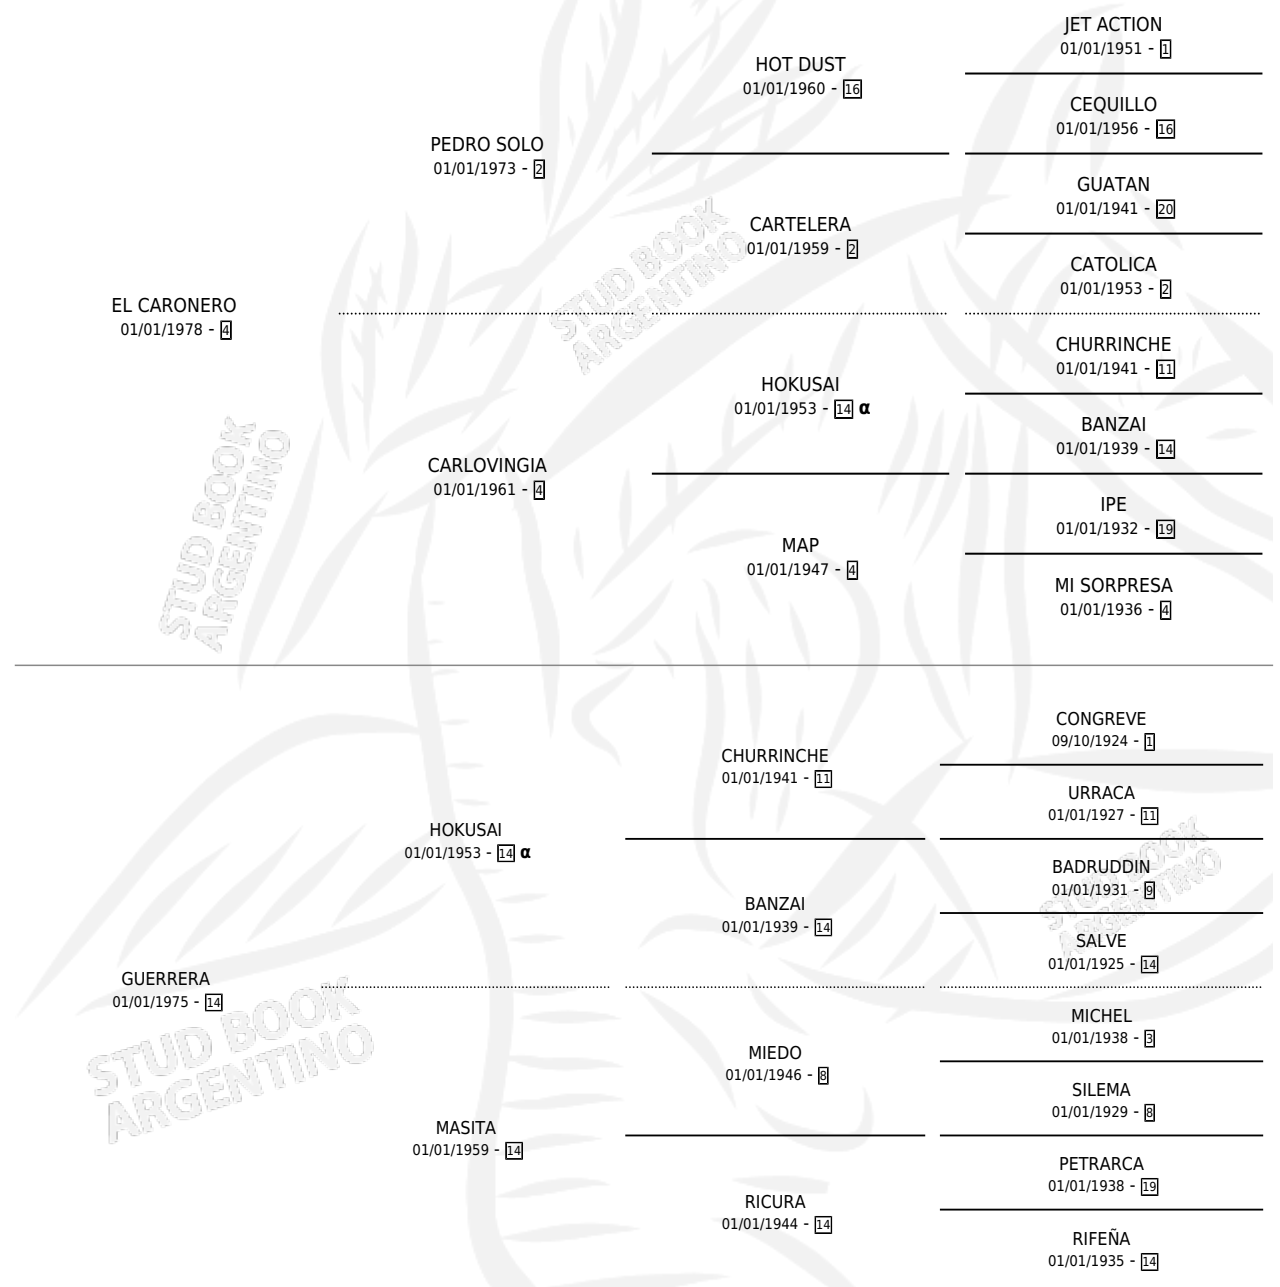 JET ACTION
01/01/1951 - 1
HOT DUST
01/01/1960 - 16
CEQUILLO
01/01/1956 - 16
PEDRO SOLO
01/01/1973 - 2
GUATAN
01/01/1941 - 20
CARTELERA
01/01/1959 - 2
CATOLICA
01/01/1953 - 2
STUD BOOK
ARGENTINO
EL CARONERO
01/01/1978 - 4
CHURRINCHE
01/01/1941 - 11
HOKUSAI
01/01/1953 - 14 α
BANZAI
01/01/1939 - 14
CARLOVINGIA
01/01/1961 - 4
IPE
01/01/1932 - 19
MAP
01/01/1947 - 4
MI SORPRESA
01/01/1936 - 4
STUD BOOK
ARGENTINO
CONGREVE
09/10/1924 - 1
CHURRINCHE
01/01/1941 - 11
URRACA
01/01/1927 - 11
HOKUSAI
01/01/1953 - 14 α
BADRUDDIN
01/01/1931 - 9
BANZAI
01/01/1939 - 14
SALVE
01/01/1925 - 14
STUD BOOK
ARGENTINO
GUERRERA
01/01/1975 - 14
MICHEL
01/01/1938 - 3
MIEDO
01/01/1946 - 8
SILEMA
01/01/1929 - 8
STUD BOOK
ARGENTINO
MASITA
01/01/1959 - 14
PETRARCA
01/01/1938 - 19
RICURA
01/01/1944 - 14
RIFEÑA
01/01/1935 - 14